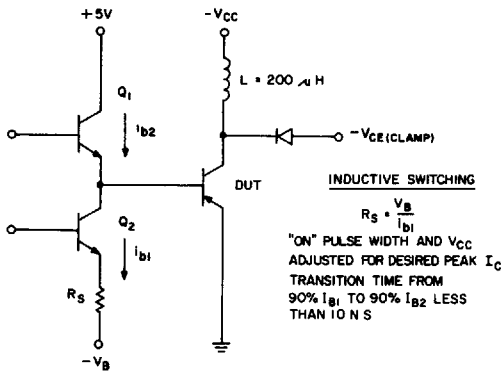 +5V
-VCC
L = 200 μH
Q1
ib2
-VCE(CLAMP)
DUT
INDUCTIVE SWITCHING
RS = VB / ib1
"ON" PULSE WIDTH AND VCC
ADJUSTED FOR DESIRED PEAK IC
TRANSITION TIME FROM
90% IB1 TO 90% IB2 LESS
THAN 10 N S
Q2
ib1
RS
-VB